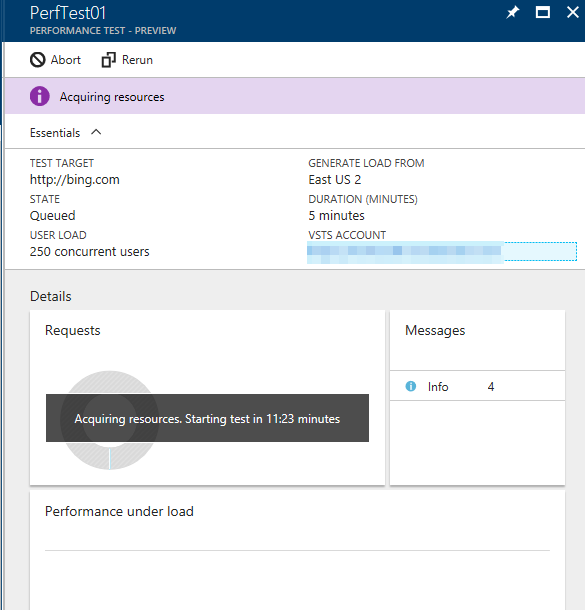 PerfTest01
PERFORMANCE TEST - PREVIEW
Abort Rerun
Acquiring resources
Essentials
TEST TARGET GENERATE LOAD FROM
http://bing.com East US 2
STATE DURATION (MINUTES)
Queued 5 minutes
USER LOAD VSTS ACCOUNT
250 concurrent users
Details
Requests Messages
Info 4
Acquiring resources. Starting test in 11:23 minutes
Performance under load